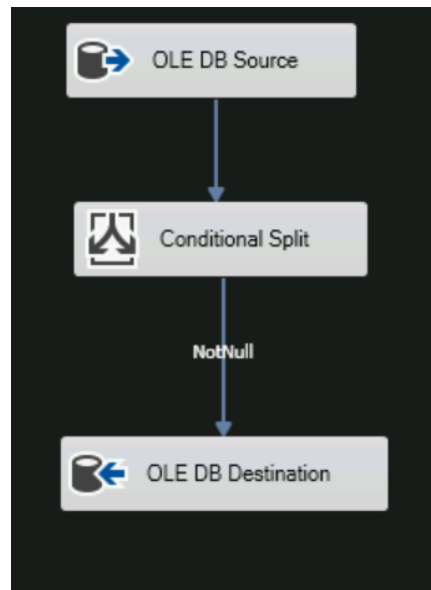 OLE DB Source
Conditional Split
NotNull
OLE DB Destination